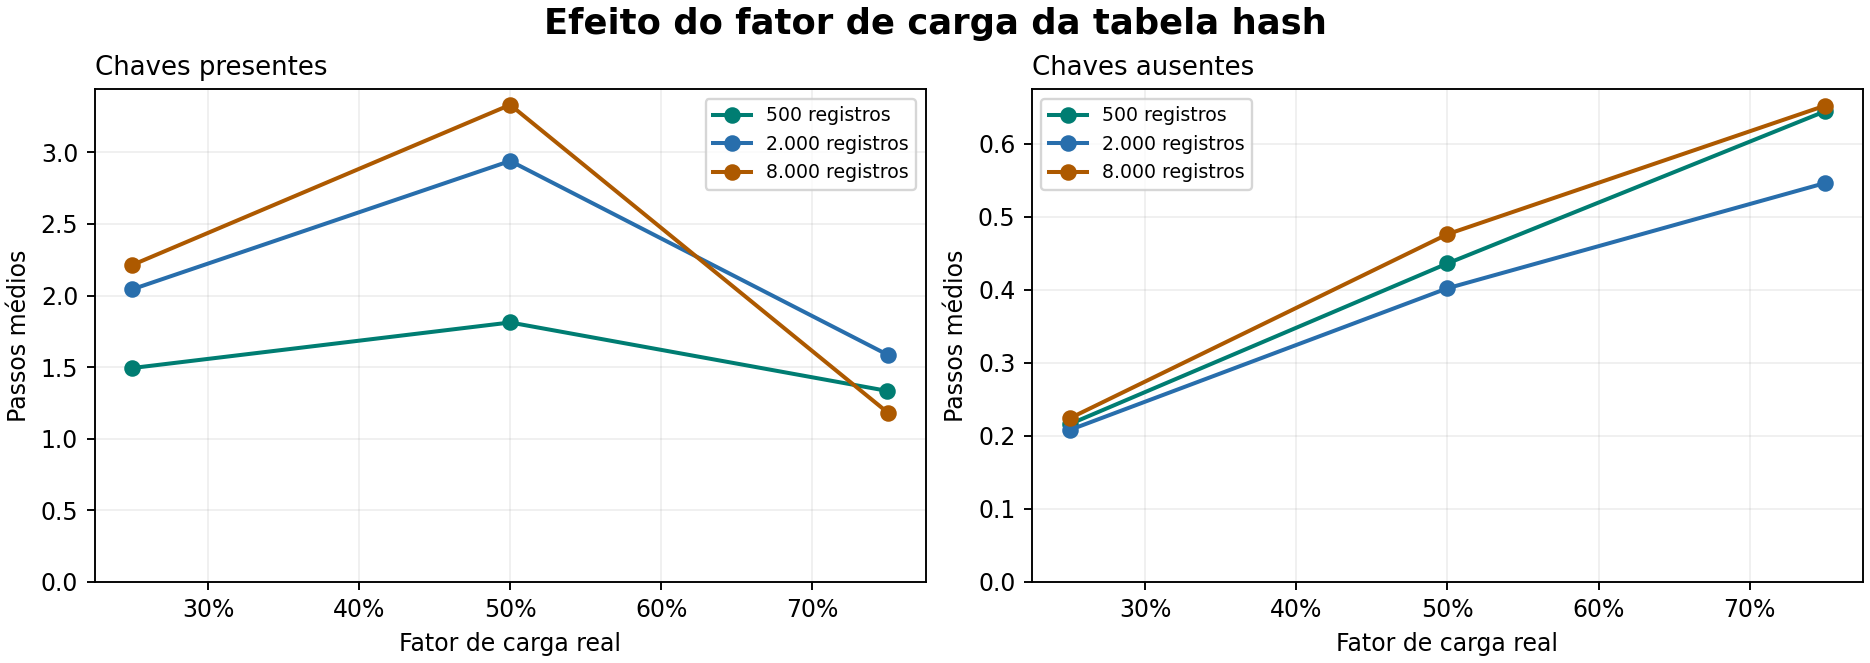 Efeito do fator de carga da tabela hash
Chaves presentes
500 registros
2.000 registros
8.000 registros
Passos médios
3.0
2.5
2.0
1.5
1.0
0.5
0.0
30%
40%
50%
60%
70%
Fator de carga real
Chaves ausentes
500 registros
2.000 registros
8.000 registros
Passos médios
0.6
0.5
0.4
0.3
0.2
0.1
0.0
30%
40%
50%
60%
70%
Fator de carga real